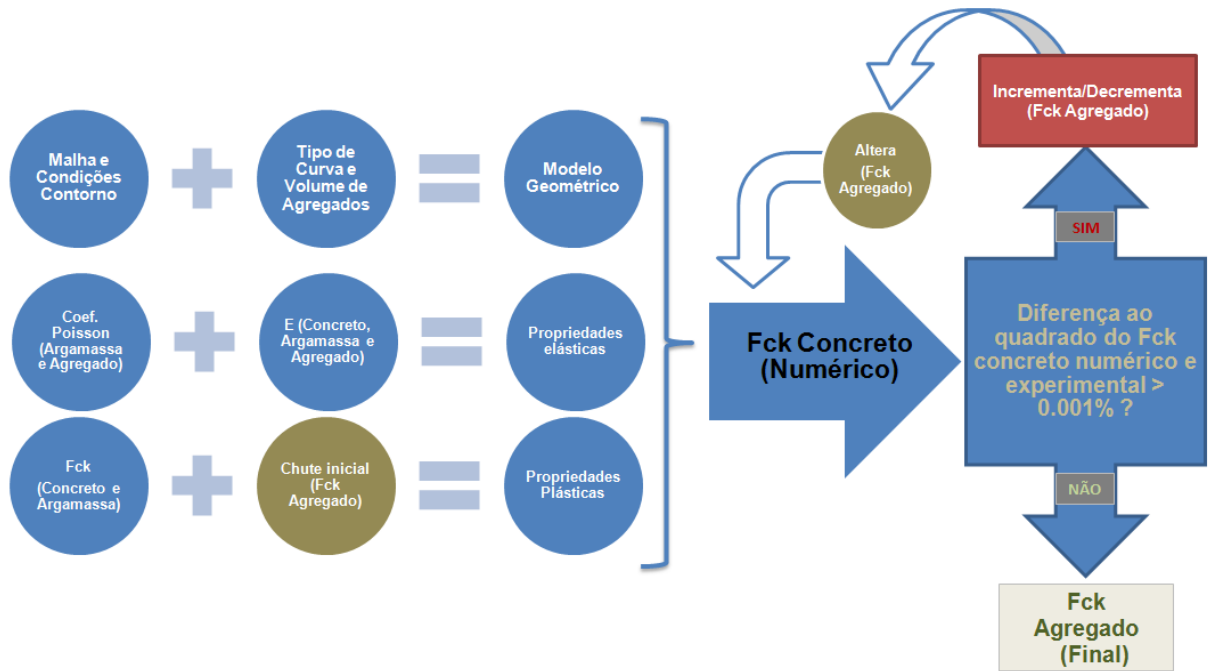 Malha e
Condições
Contorno
Tipo de
Curva e
Volume de
Agregados
Modelo
Geométrico
Coef.
Poisson
(Argamassa
e Agregado)
E (Concreto,
Argamassa e
Agregado)
Propriedades
elásticas
Fck
(Concreto e
Argamassa)
Chute inicial
(Fck
Agregado)
Propriedades
Plásticas
Altera
(Fck
Agregado)
Fck Concreto
(Numérico)
Incrementa/Decrementa
(Fck Agregado)
SIM
Diferença ao
quadrado do Fck
concreto numérico e
experimental >
0.001% ?
NÃO
Fck
Agregado
(Final)